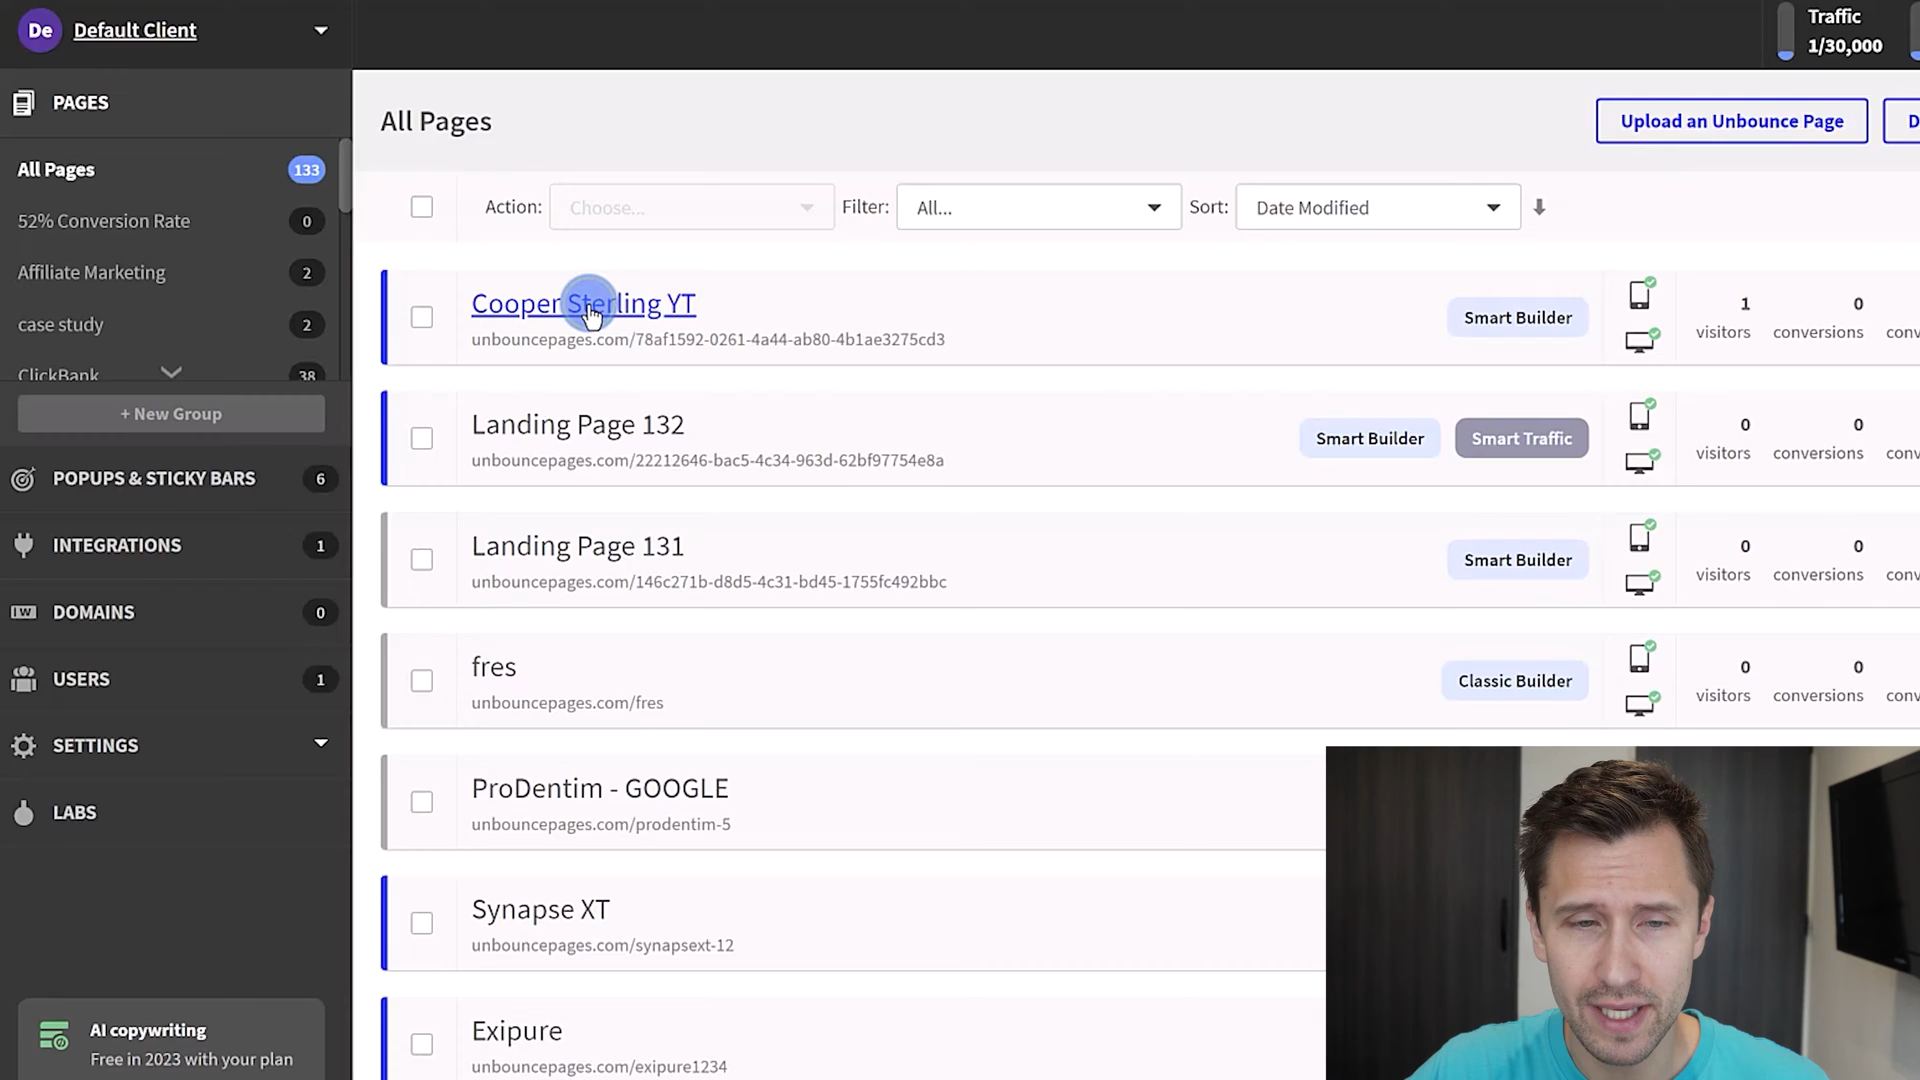 De Default Client
Traffic
1/30,000
PAGES
All Pages 133
52% Conversion Rate 0
Affiliate Marketing 2
case study 2
ClickBank 38
+ New Group
POPUPS & STICKY BARS 6
INTEGRATIONS 1
DOMAINS 0
USERS 1
SETTINGS
LABS
AI copywriting
Free in 2023 with your plan
All Pages
Upload an Unbounce Page
D
Action: Choose... Filter: All... Sort: Date Modified
Cooper Sterling YT
unbouncepages.com/78af1592-0261-4a44-ab80-4b1ae3275cd3
Smart Builder
1 0
visitors conversions conv
Landing Page 132
unbouncepages.com/22212646-bac5-4c34-963d-62bf97754e8a
Smart Builder Smart Traffic
0 0
visitors conversions conv
Landing Page 131
unbouncepages.com/146c271b-d8d5-4c31-bd45-1755fc492bbc
Smart Builder
0 0
visitors conversions conv
fres
unbouncepages.com/fres
Classic Builder
0 0
visitors conversions conv
ProDentim - GOOGLE
unbouncepages.com/prodentim-5
Synapse XT
unbouncepages.com/synapsext-12
Exipure
unbouncepages.com/exipure1234